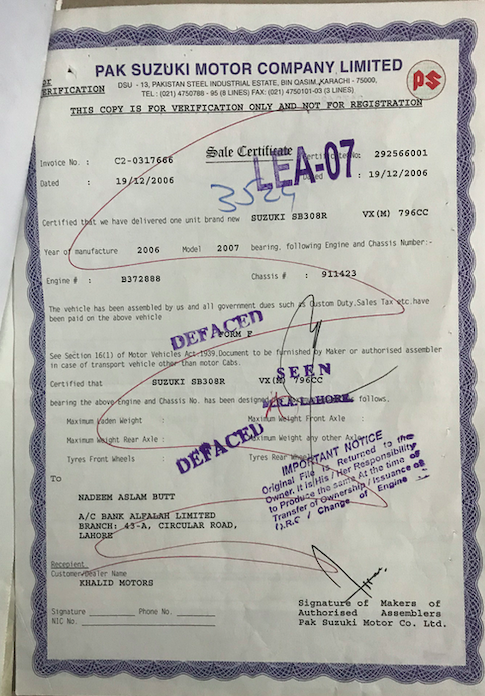 PAK SUZUKI MOTOR COMPANY LIMITED
DSU - 13, PAKISTAN STEEL INDUSTRIAL ESTATE, BIN QASIM, KARACHI - 75000,
TEL : (021) 4750788 - 95 (8 LINES) FAX: (021) 4750101-03 (3 LINES)
PS
VERIFICATION
THIS COPY IS FOR VERIFICATION ONLY AND NOT FOR REGISTRATION
Sale Certificate
Invoice No. : C2-0317666 Certificate No: 292566001
LEA-07
Dated : 19/12/2006 : 19/12/2006
Certified that we have delivered one unit brand new SUZUKI SB308R VX(M) 796CC
Year of manufacture 2006 Model 2007 bearing, following Engine and Chassis Number:-
Engine # : B372888 Chassis # : 911423
The vehicle has been assembled by us and all government dues such as Custom Duty,Sales Tax etc.have
been paid on the above vehicle
DEFACED
FORM F
See Section 16(1) of Motor Vehicles Act 1939.Document to be furnished by Maker or authorised assembler
in case of transport vehicle other than motor Cabs.
SEEN
Certified that SUZUKI SB308R VX(M) 796CC
bearing the above Engine and Chassis No. has been designed follows,
LAHORE
Maximum Laden Weight : Maximum Front Axle :
Maximum Weight Rear Axle : Maximum Weight any other Axle
Tyres Front Wheels : Tyres Rear Wheels
DEFACED
IMPORTANT NOTICE
Original File is Returned to the
Owner. it is His / Her Responsibility
to Produce the same At the time of
Transfer of Ownership / Issuance of
D.R.C / Change of Engine
To
NADEEM ASLAM BUTT
A/C BANK ALFALAH LIMITED
BRANCH: 43-A, CIRCULAR ROAD,
LAHORE
Recepient
Customer/Dealer Name
KHALID MOTORS
Signature Phone No.
NIC No.
Signature of Makers of
Authorised Assemblers
Pak Suzuki Motor Co. Ltd.